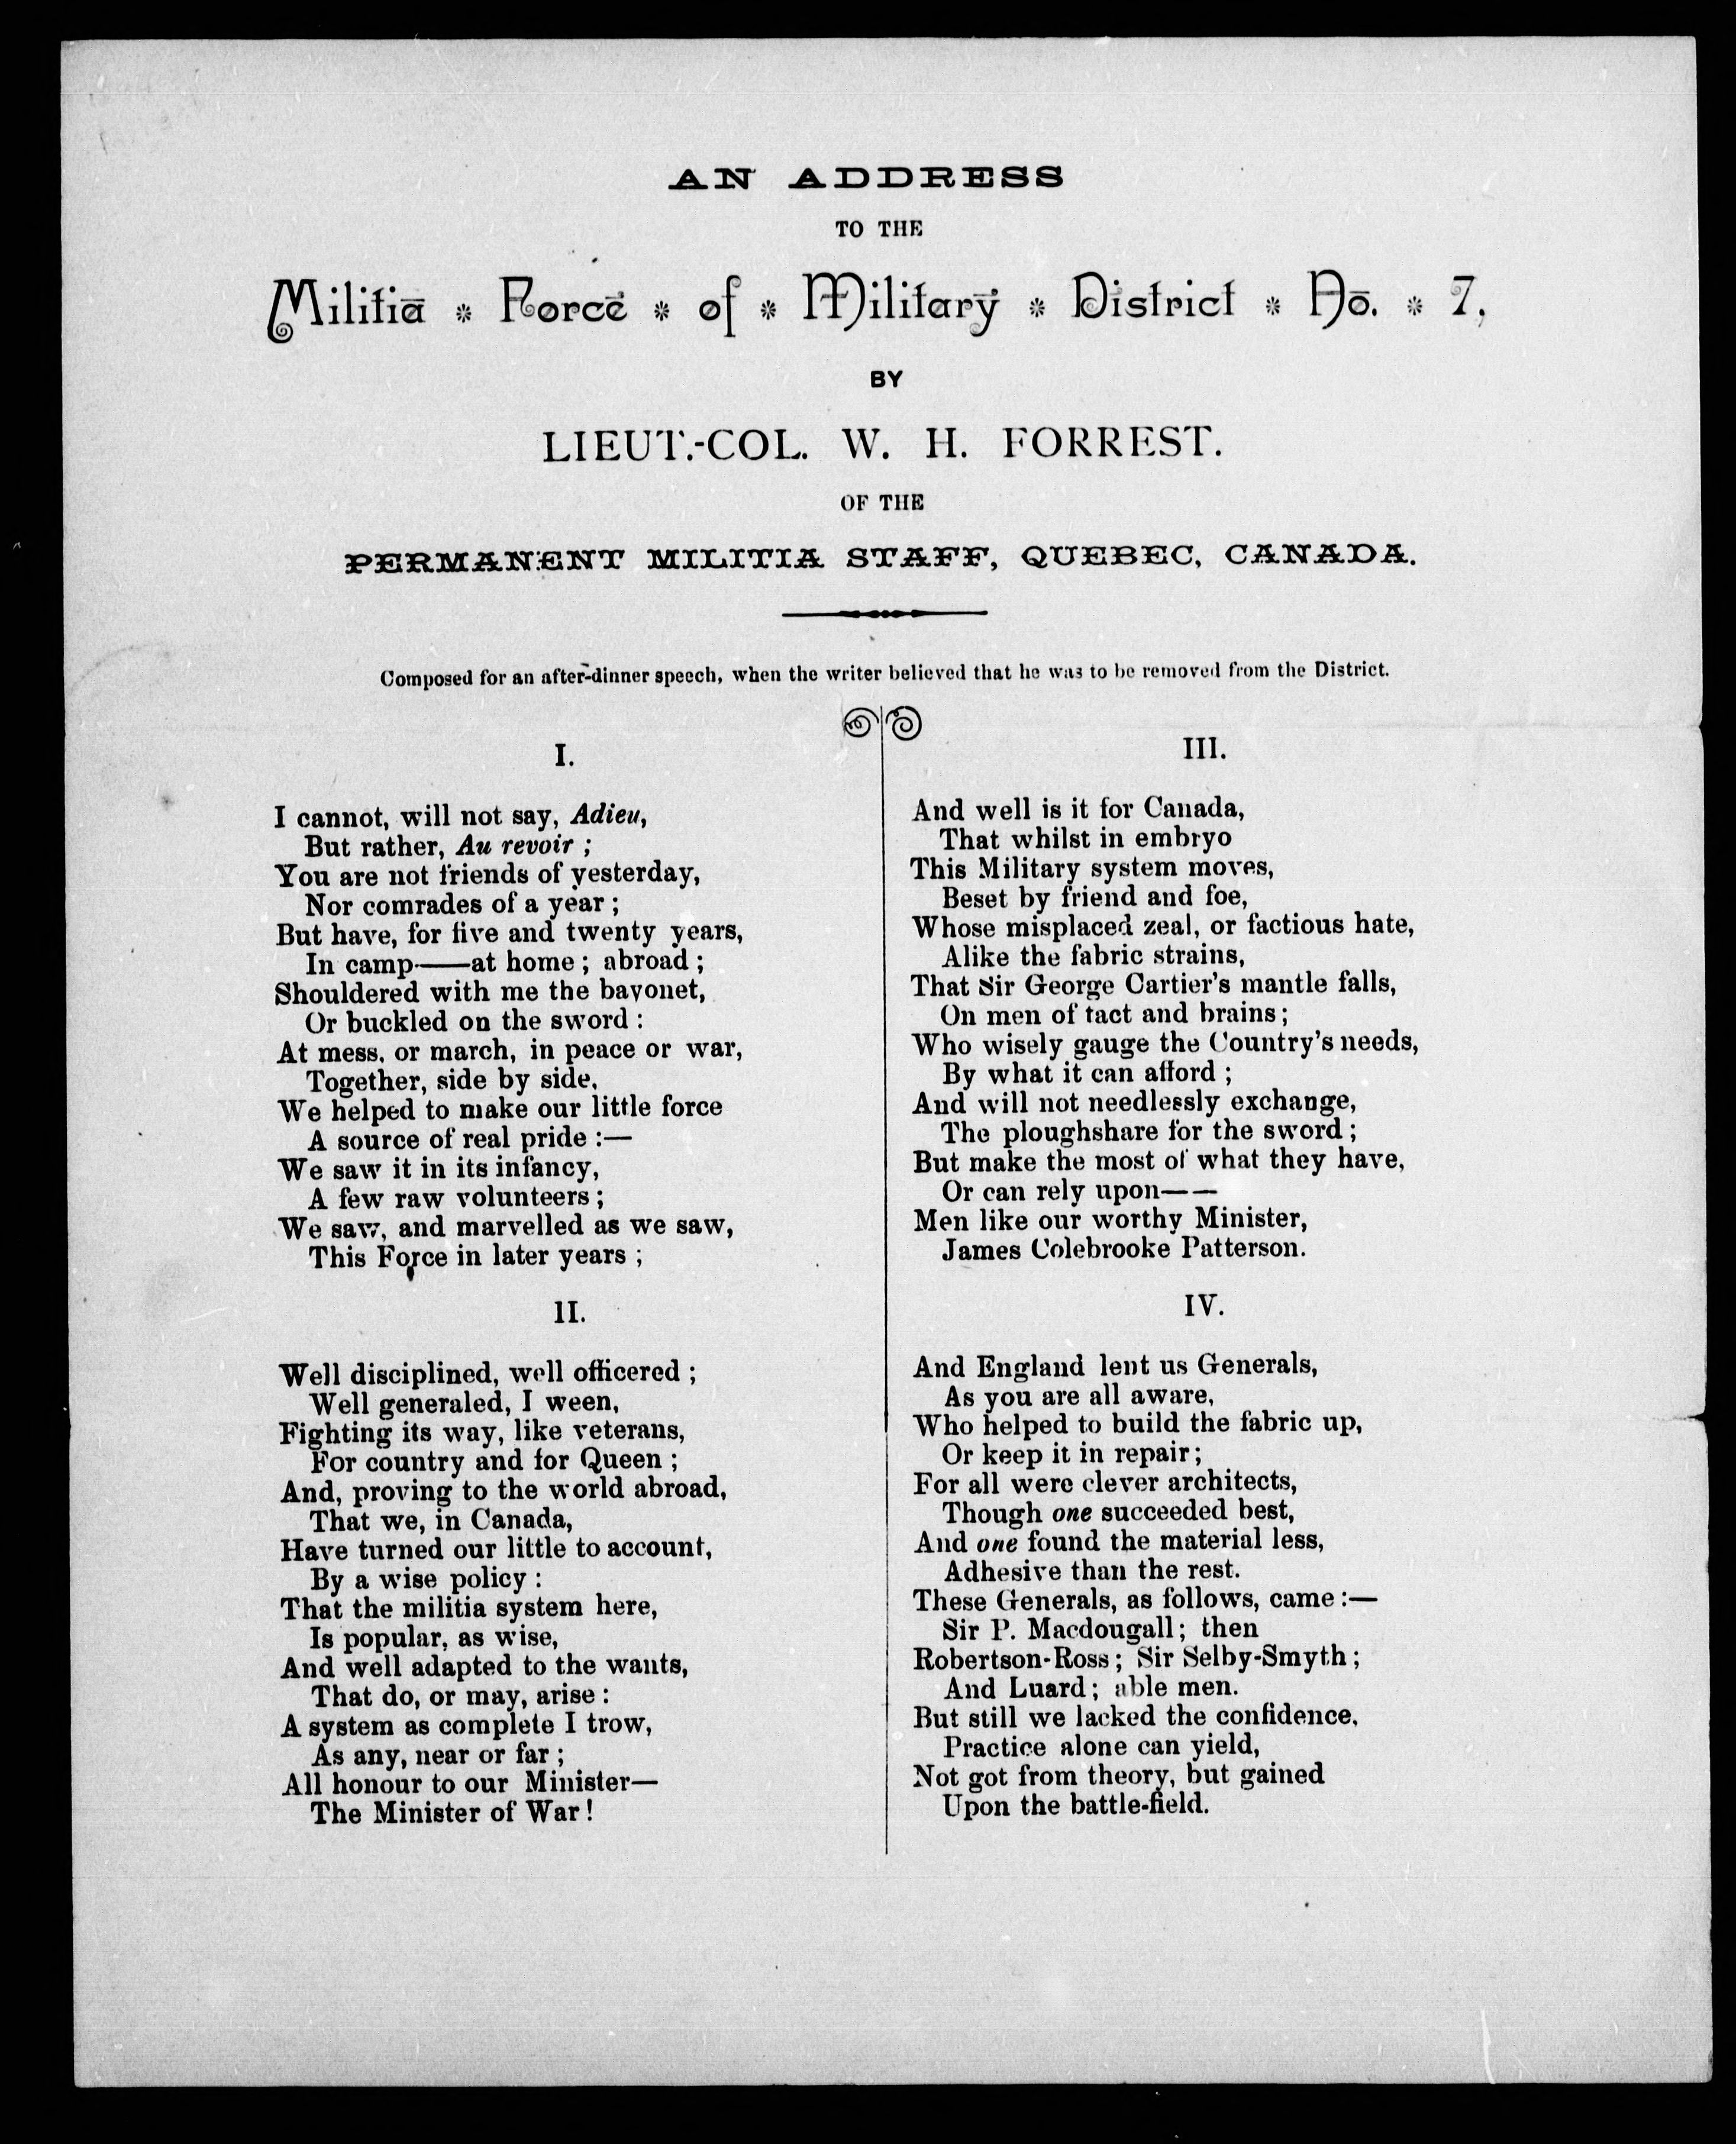 AN ADDRESS
TO THE
Militia * Force * of * Military * District * No. * 7,
BY
LIEUT.-COL. W. H. FORREST.
OF THE
PERMANENT MILITIA STAFF, QUEBEC, CANADA.
Composed for an after-dinner speech, when the writer believed that he was to be removed from the District.
I.
I cannot, will not say, Adieu,
But rather, Au revoir ;
You are not friends of yesterday,
Nor comrades of a year ;
But have, for five and twenty years,
In camp——at home ; abroad ;
Shouldered with me the bayonet,
Or buckled on the sword :
At mess, or march, in peace or war,
Together, side by side,
We helped to make our little force
A source of real pride :—
We saw it in its infancy,
A few raw volunteers ;
We saw, and marvelled as we saw,
This Force in later years ;
II.
Well disciplined, well officered ;
Well generaled, I ween,
Fighting its way, like veterans,
For country and for Queen ;
And, proving to the world abroad,
That we, in Canada,
Have turned our little to account,
By a wise policy :
That the militia system here,
Is popular, as wise,
And well adapted to the wants,
That do, or may, arise :
A system as complete I trow,
As any, near or far ;
All honour to our Minister—
The Minister of War !
III.
And well is it for Canada,
That whilst in embryo
This Military system moves,
Beset by friend and foe,
Whose misplaced zeal, or factious hate,
Alike the fabric strains,
That Sir George Cartier's mantle falls,
On men of tact and brains ;
Who wisely gauge the Country's needs,
By what it can afford ;
And will not needlessly exchange,
The ploughshare for the sword ;
But make the most of what they have,
Or can rely upon——
Men like our worthy Minister,
James Colebrooke Patterson.
IV.
And England lent us Generals,
As you are all aware,
Who helped to build the fabric up,
Or keep it in repair ;
For all were clever architects,
Though one succeeded best,
And one found the material less,
Adhesive than the rest.
These Generals, as follows, came :—
Sir P. Macdougall ; then
Robertson-Ross ; Sir Selby-Smyth ;
And Luard ; able men.
But still we lacked the confidence,
Practice alone can yield,
Not got from theory, but gained
Upon the battle-field.